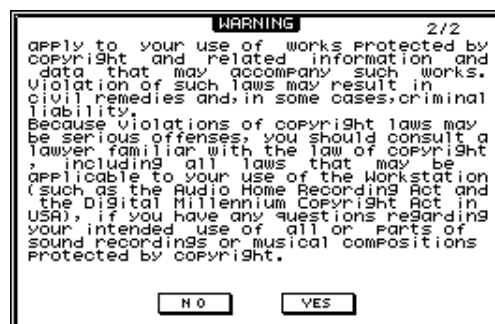 WARNING
2/2
apply to your use of works protected by
copyright and related information and
data that may accompany such works.
Violation of such laws may result in
civil remedies and,in some cases,criminal
liability.
Because violations of copyright laws may
be serious offenses, you should consult a
lawyer familiar with the law of copyright
, including all laws that may be
applicable to your use of the Workstation
(such as the Audio Home Recording Act and
the Digital Millennium Copyright Act in
USA), if you have any questions regarding
your intended use of all or parts of
sound recordings or musical compositions
protected by copyright.
NO YES